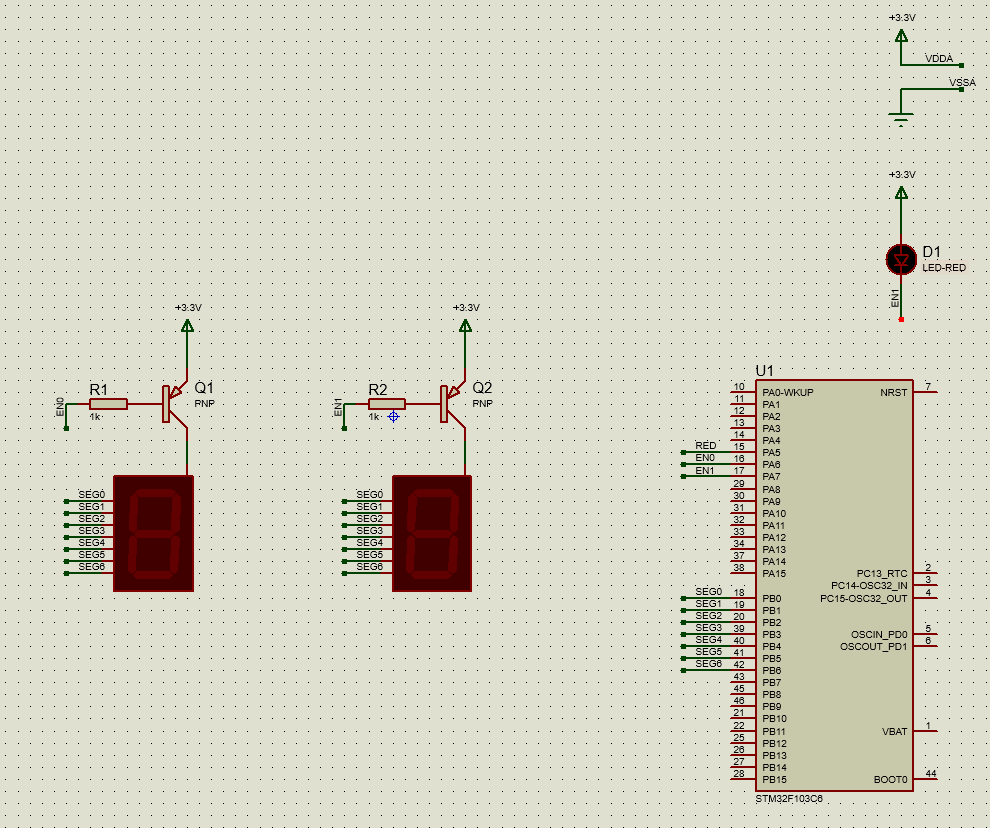 +3.3V
VDDA
VSSA
+3.3V
D1
LED-RED
EN1
+3.3V
R1
Q1
PNP
1k
EN0
SEG0
SEG1
SEG2
SEG3
SEG4
SEG5
SEG6
+3.3V
R2
Q2
PNP
1k
EN1
SEG0
SEG1
SEG2
SEG3
SEG4
SEG5
SEG6
U1
10 PA0-WKUP NRST 7
11 PA1
12 PA2
13 PA3
14 PA4
RED 15 PA5
EN0 16 PA6
EN1 17 PA7
29 PA8
30 PA9
31 PA10
32 PA11
33 PA12
34 PA13
37 PA14
38 PA15 PC13_RTC 2
PC14-OSC32_IN 3
SEG0 18 PB0 PC15-OSC32_OUT 4
SEG1 19 PB1
SEG2 20 PB2
SEG3 39 PB3 OSCIN_PD0 5
SEG4 40 PB4 OSCOUT_PD1 6
SEG5 41 PB5
SEG6 42 PB6
43 PB7
45 PB8
46 PB9
21 PB10
22 PB11 VBAT 1
25 PB12
26 PB13
27 PB14
28 PB15 BOOT0 44
STM32F103C6